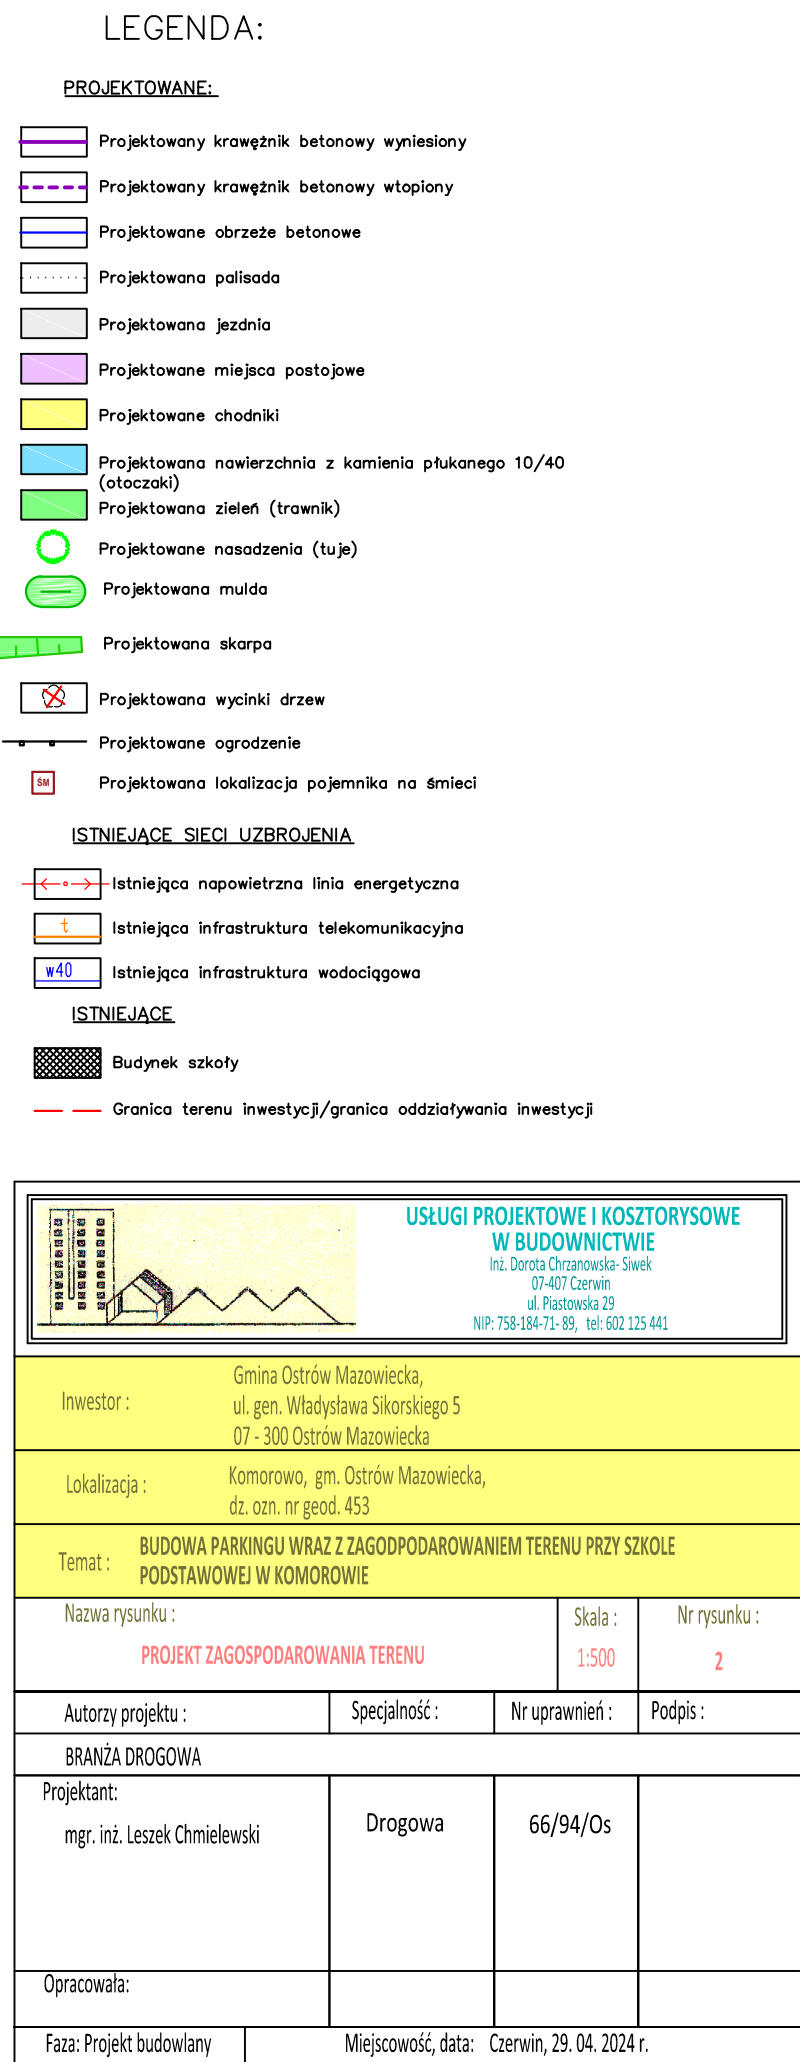 LEGENDA:
PROJEKTOWANE:
Projektowany krawężnik betonowy wyniesiony
Projektowany krawężnik betonowy wtopiony
Projektowane obrzeże betonowe
Projektowana palisada
Projektowana jezdnia
Projektowane miejsca postojowe
Projektowane chodniki
Projektowana nawierzchnia z kamienia płukanego 10/40
(otoczaki)
Projektowana zieleń (trawnik)
Projektowane nasadzenia (tuje)
Projektowana mulda
Projektowana skarpa
Projektowana wycinki drzew
Projektowane ogrodzenie
ŚM Projektowana lokalizacja pojemnika na śmieci
ISTNIEJĄCE SIECI UZBROJENIA
Istniejąca napowietrzna linia energetyczna
t Istniejąca infrastruktura telekomunikacyjna
w40 Istniejąca infrastruktura wodociągowa
ISTNIEJĄCE
Budynek szkoły
Granica terenu inwestycji/granica oddziaływania inwestycji
USŁUGI PROJEKTOWE I KOSZTORYSOWE
W BUDOWNICTWIE
Inż. Dorota Chrzanowska- Siwek
07-407 Czerwin
ul. Piastowska 29
NIP: 758-184-71- 89, tel: 602 125 441
Inwestor :
Gmina Ostrów Mazowiecka,
ul. gen. Władysława Sikorskiego 5
07 - 300 Ostrów Mazowiecka
Lokalizacja :
Komorowo, gm. Ostrów Mazowiecka,
dz. ozn. nr geod. 453
Temat :
BUDOWA PARKINGU WRAZ Z ZAGODPODAROWANIEM TERENU PRZY SZKOLE
PODSTAWOWEJ W KOMOROWIE
Nazwa rysunku :
PROJEKT ZAGOSPODAROWANIA TERENU
Skala :
1:500
Nr rysunku :
2
Autorzy projektu : Specjalność : Nr uprawnień : Podpis :
BRANŻA DROGOWA
Projektant:
mgr. inż. Leszek Chmielewski Drogowa 66/94/Os
Opracowała:
Faza: Projekt budowlany Miejscowość, data: Czerwin, 29. 04. 2024 r.